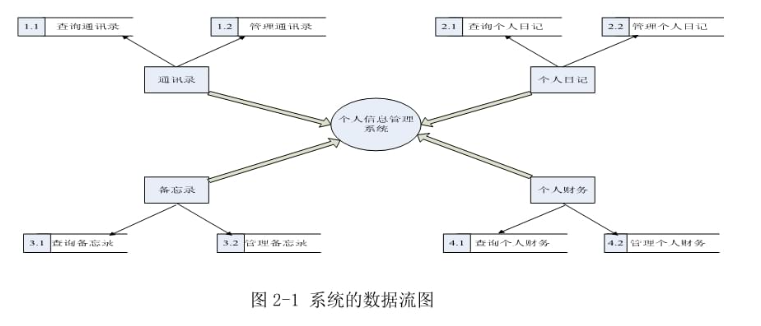 1.1 查询通讯录
1.2 管理通讯录
2.1 查询个人日记
2.2 管理个人日记
通讯录
个人日记
个人信息管理
系统
备忘录
个人财务
3.1 查询备忘录
3.2 管理备忘录
4.1 查询个人财务
4.2 管理个人财务
图 2-1 系统的数据流图